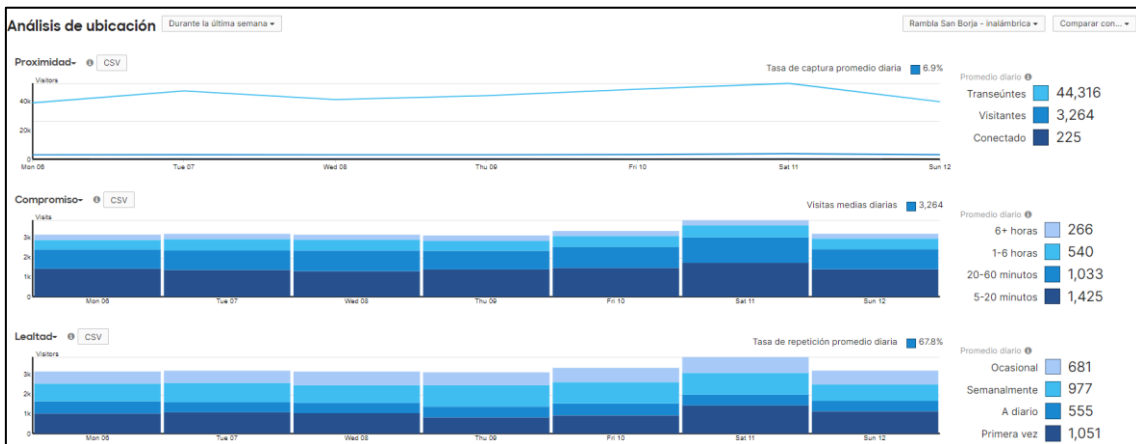 Análisis de ubicación Durante la última semana Rambla San Borja - inalámbrica Comparar con...
Proximidad CSV
Visitors
Tasa de captura promedio diaria 6.9%
40k
20k
0
Mon 06 Tue 07 Wed 08 Thu 09 Fri 10 Sat 11 Sun 12
Promedio diario
Transeúntes 44,316
Visitantes 3,264
Conectado 225
Compromiso CSV
Visits
Visitas medias diarias 3,264
3k
2k
1k
0
Mon 06 Tue 07 Wed 08 Thu 09 Fri 10 Sat 11 Sun 12
Promedio diario
6+ horas 266
1-6 horas 540
20-60 minutos 1,033
5-20 minutos 1,425
Lealtad CSV
Visitors
Tasa de repetición promedio diaria 67.8%
3k
2k
1k
0
Mon 06 Tue 07 Wed 08 Thu 09 Fri 10 Sat 11 Sun 12
Promedio diario
Ocasional 681
Semanalmente 977
A diario 555
Primera vez 1,051